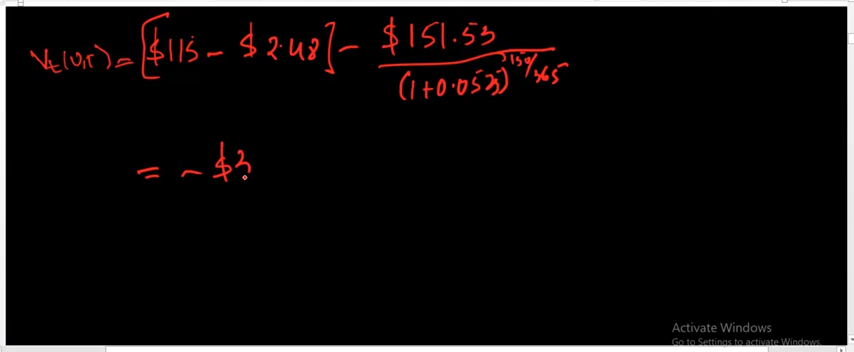 Vt(0,T) = [$115 - $2.48] - $151.53 / (1+0.0525)^150/365
= - $3
Activate Windows
Go to Settings to activate Windows.